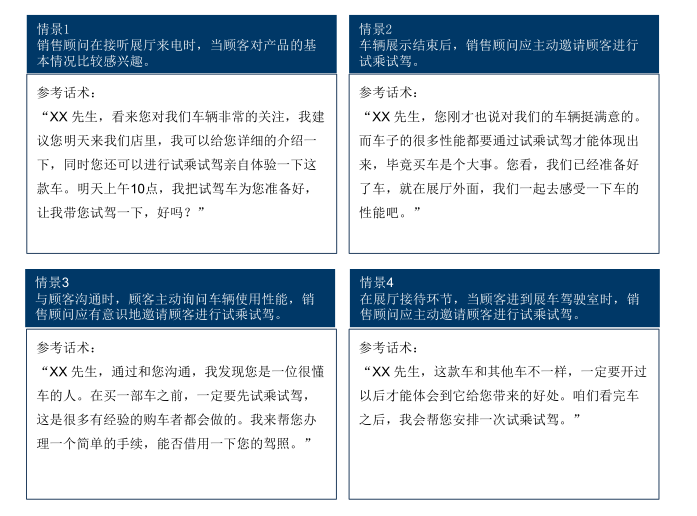 情景1
销售顾问在接听展厅来电时，当顾客对产品的基
本情况比较感兴趣。
参考话术：
“XX 先生，看来您对我们车辆非常的关注，我建
议您明天来我们店里，我可以给您详细的介绍一
下，同时您还可以进行试乘试驾亲自体验一下这
款车。明天上午10点，我把试驾车为您准备好，
让我带您试驾一下，好吗？”
情景2
车辆展示结束后，销售顾问应主动邀请顾客进行
试乘试驾。
参考话术：
“XX 先生，您刚才也说对我们的车辆挺满意的。
而车子的很多性能都要通过试乘试驾才能体现出
来，毕竟买车是个大事。您看，我们已经准备好
了车，就在展厅外面，我们一起去感受一下车的
性能吧。”
情景3
与顾客沟通时，顾客主动询问车辆使用性能，销
售顾问应有意识地邀请顾客进行试乘试驾。
参考话术：
“XX 先生，通过和您沟通，我发现您是一位很懂
车的人。在买一部车之前，一定要先试乘试驾，
这是很多有经验的购车者都会做的。我来帮您办
理一个简单的手续，能否借用一下您的驾照。”
情景4
在展厅接待环节，当顾客进到展车驾驶室时，销
售顾问应主动邀请顾客进行试乘试驾。
参考话术：
“XX 先生，这款车和其他车不一样，一定要开过
以后才能体会到它给您带来的好处。咱们看完车
之后，我会帮您安排一次试乘试驾。”